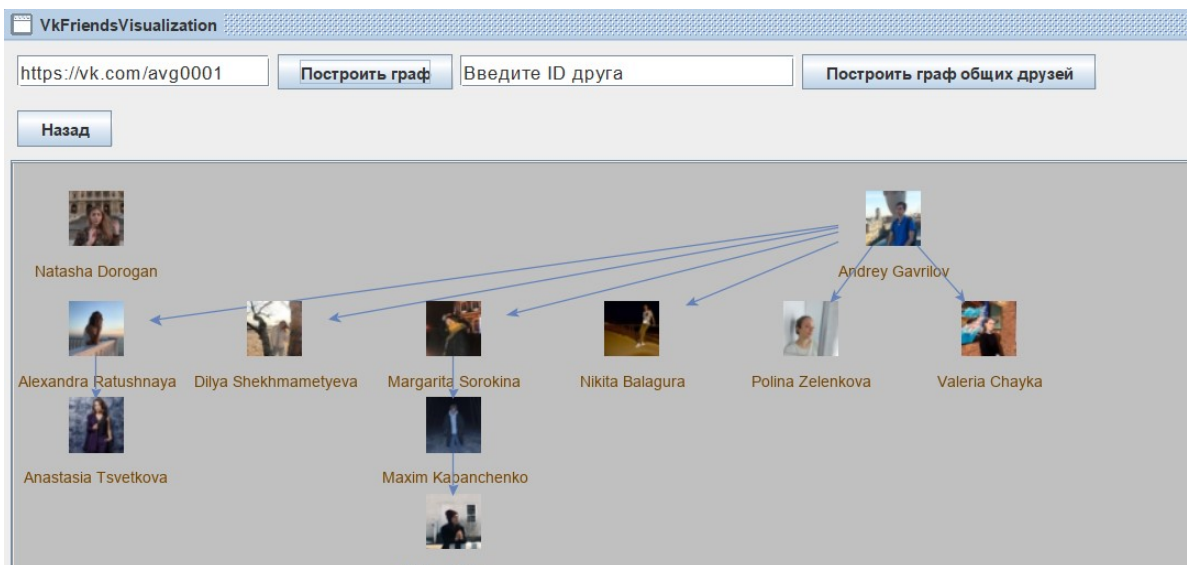 VkFriendsVisualization
https://vk.com/avg0001 Построить граф Введите ID друга Построить граф общих друзей
Назад
Natasha Dorogan Andrey Gavrilov
Alexandra Ratushnaya Dilya Shekhmametyeva Margarita Sorokina Nikita Balagura Polina Zelenkova Valeria Chayka
Anastasia Tsvetkova Maxim Kapanchenko